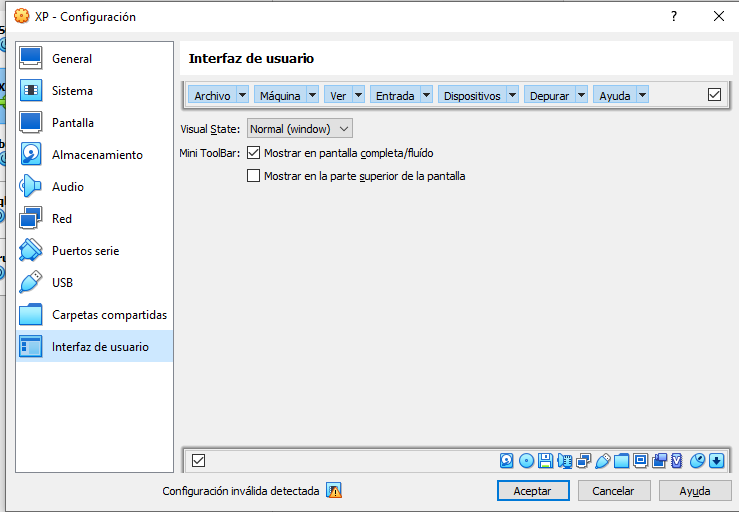 XP - Configuración
General
Sistema
Pantalla
Almacenamiento
Audio
Red
Puertos serie
USB
Carpetas compartidas
Interfaz de usuario
Interfaz de usuario
Archivo Máquina Ver Entrada Dispositivos Depurar Ayuda
Visual State: Normal (window)
Mini ToolBar: Mostrar en pantalla completa/fluído
Mostrar en la parte superior de la pantalla
Configuración inválida detectada
Aceptar Cancelar Ayuda